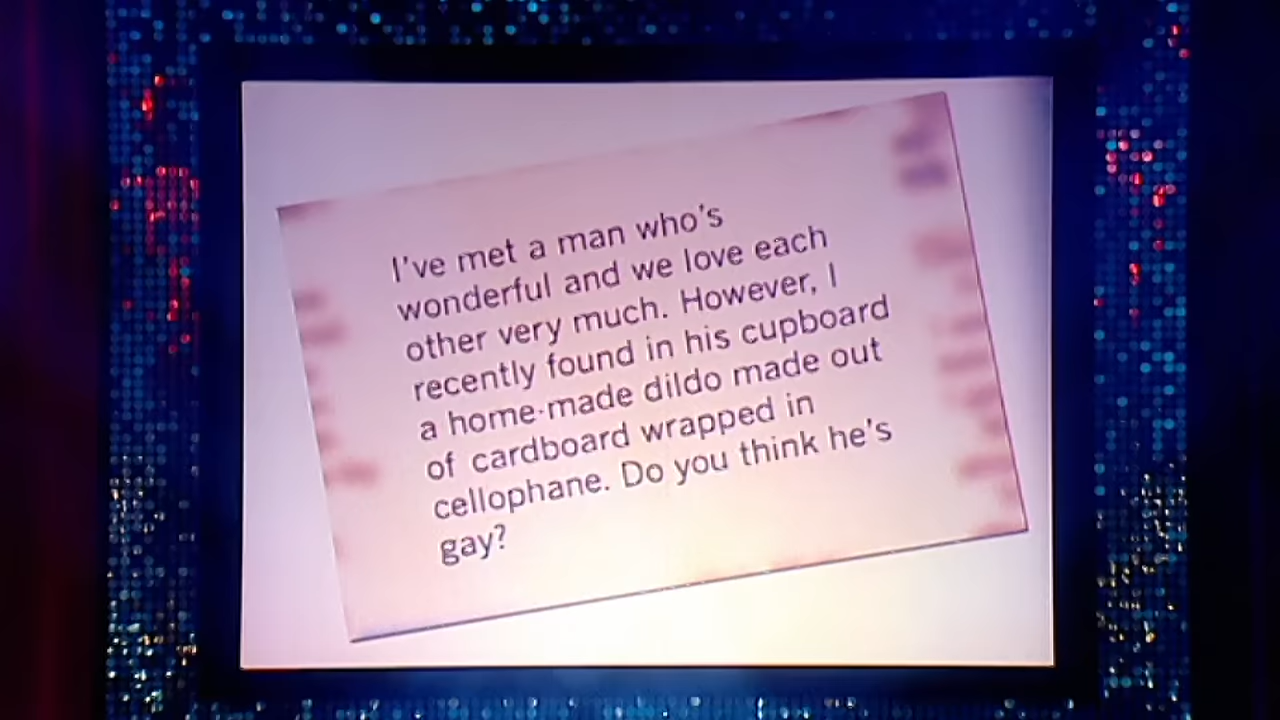 I've met a man who's
wonderful and we love each
other very much. However, I
recently found in his cupboard
a home-made dildo made out
of cardboard wrapped in
cellophane. Do you think he's
gay?